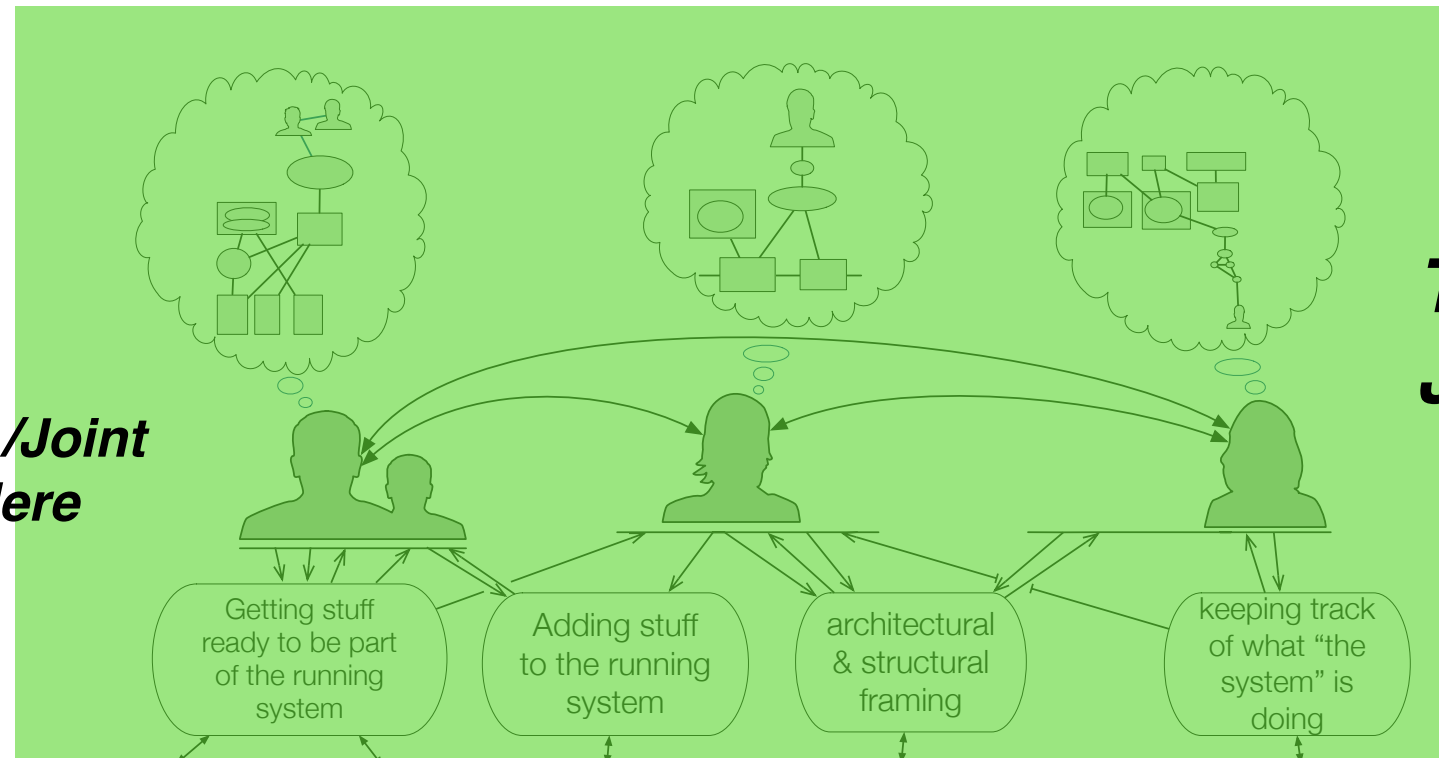 /Joint
ere
Getting stuff
ready to be part
of the running
system
Adding stuff
to the running
system
architectural
& structural
framing
keeping track
of what “the
system” is
doing